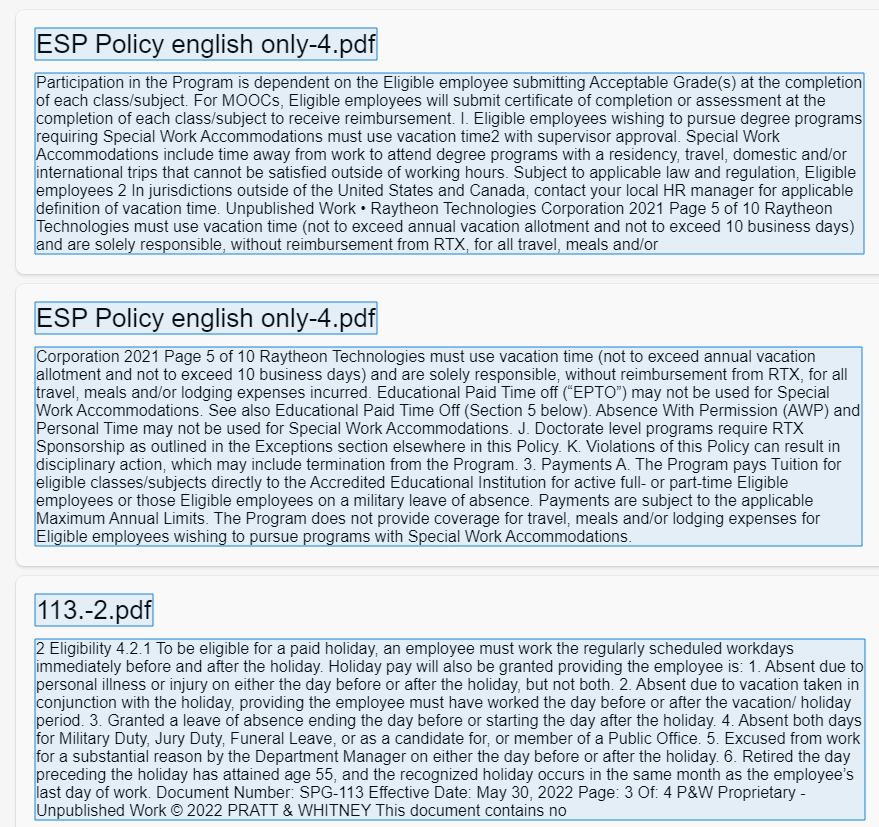 ESP Policy english only-4.pdf
Participation in the Program is dependent on the Eligible employee submitting Acceptable Grade(s) at the completion
of each class/subject. For MOOCs, Eligible employees will submit certificate of completion or assessment at the
completion of each class/subject to receive reimbursement. I. Eligible employees wishing to pursue degree programs
requiring Special Work Accommodations must use vacation time2 with supervisor approval. Special Work
Accommodations include time away from work to attend degree programs with a residency, travel, domestic and/or
international trips that cannot be satisfied outside of working hours. Subject to applicable law and regulation, Eligible
employees 2 In jurisdictions outside of the United States and Canada, contact your local HR manager for applicable
definition of vacation time. Unpublished Work • Raytheon Technologies Corporation 2021 Page 5 of 10 Raytheon
Technologies must use vacation time (not to exceed annual vacation allotment and not to exceed 10 business days)
and are solely responsible, without reimbursement from RTX, for all travel, meals and/or
ESP Policy english only-4.pdf
Corporation 2021 Page 5 of 10 Raytheon Technologies must use vacation time (not to exceed annual vacation
allotment and not to exceed 10 business days) and are solely responsible, without reimbursement from RTX, for all
travel, meals and/or lodging expenses incurred. Educational Paid Time off (“EPTO”) may not be used for Special
Work Accommodations. See also Educational Paid Time Off (Section 5 below). Absence With Permission (AWP) and
Personal Time may not be used for Special Work Accommodations. J. Doctorate level programs require RTX
Sponsorship as outlined in the Exceptions section elsewhere in this Policy. K. Violations of this Policy can result in
disciplinary action, which may include termination from the Program. 3. Payments A. The Program pays Tuition for
eligible classes/subjects directly to the Accredited Educational Institution for active full- or part-time Eligible
employees or those Eligible employees on a military leave of absence. Payments are subject to the applicable
Maximum Annual Limits. The Program does not provide coverage for travel, meals and/or lodging expenses for
Eligible employees wishing to pursue programs with Special Work Accommodations.
113.-2.pdf
2 Eligibility 4.2.1 To be eligible for a paid holiday, an employee must work the regularly scheduled workdays
immediately before and after the holiday. Holiday pay will also be granted providing the employee is: 1. Absent due to
personal illness or injury on either the day before or after the holiday, but not both. 2. Absent due to vacation taken in
conjunction with the holiday, providing the employee must have worked the day before or after the vacation/ holiday
period. 3. Granted a leave of absence ending the day before or starting the day after the holiday. 4. Absent both days
for Military Duty, Jury Duty, Funeral Leave, or as a candidate for, or member of a Public Office. 5. Excused from work
for a substantial reason by the Department Manager on either the day before or after the holiday. 6. Retired the day
preceding the holiday has attained age 55, and the recognized holiday occurs in the same month as the employee’s
last day of work. Document Number: SPG-113 Effective Date: May 30, 2022 Page: 3 Of: 4 P&W Proprietary -
Unpublished Work © 2022 PRATT & WHITNEY This document contains no